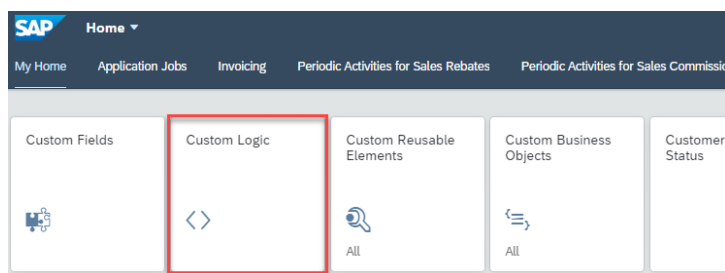 SAP Home
My Home Application Jobs Invoicing Periodic Activities for Sales Rebates Periodic Activities for Sales
Custom Fields
Custom Logic
Custom Reusable
Elements
All
Custom Business
Objects
All
Customer
Status